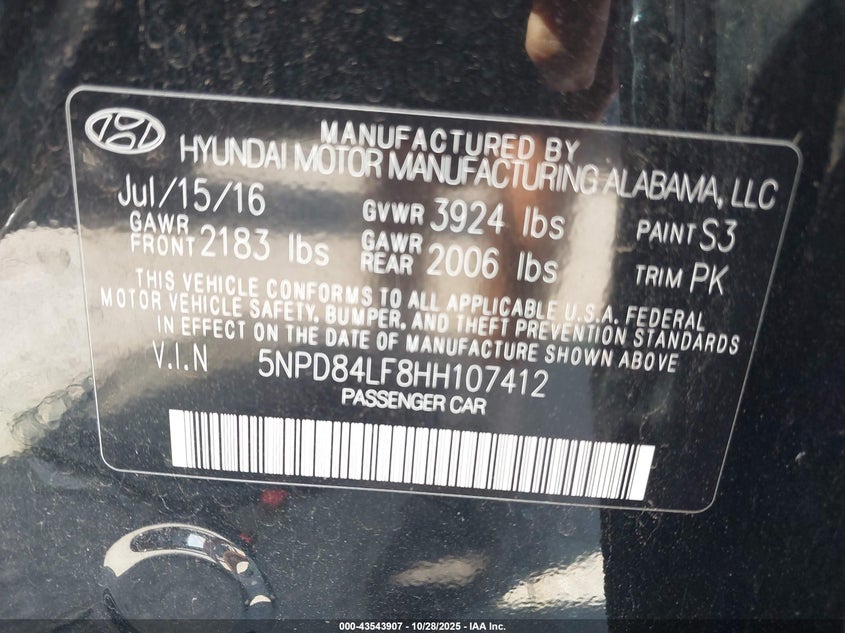 MANUFACTURED BY
HYUNDAI MOTOR MANUFACTURING ALABAMA, LLC
Jul/15/16 GVWR 3924 lbs PAINT S3
GAWR FRONT 2183 lbs GAWR REAR 2006 lbs TRIM PK
THIS VEHICLE CONFORMS TO ALL APPLICABLE U.S.A. FEDERAL
MOTOR VEHICLE SAFETY, BUMPER, AND THEFT PREVENTION STANDARDS
IN EFFECT ON THE DATE OF MANUFACTURE SHOWN ABOVE
V.I.N 5NPD84LF8HH107412
PASSENGER CAR
000-43543907 - 10/28/2025 - IAA Inc.